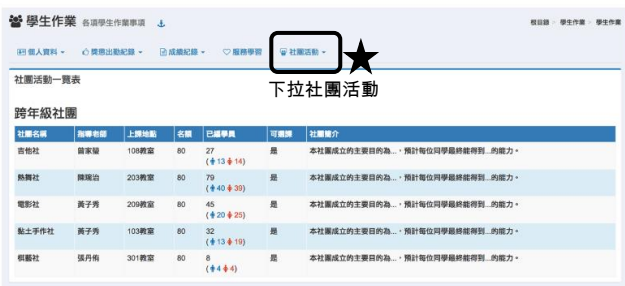 學生作業 各項學生作業事項
根目錄 > 學生作業 > 學生作業
個人資料 獎懲出勤紀錄 成績紀錄 服務學習 社團活動
下拉社團活動
社團活動一覽表
跨年級社團
社團名稱 指導老師 上課地點 名額 已編學員 可選課 社團簡介
吉他社 曾家瑩 108教室 80 27 是 本社團成立的主要目的為...，預計每位同學最終能得到...的能力。
(13 14)
熱舞社 陳瑞治 203教室 80 79 是 本社團成立的主要目的為...，預計每位同學最終能得到...的能力。
(40 39)
電影社 黃子秀 209教室 80 45 是 本社團成立的主要目的為...，預計每位同學最終能得到...的能力。
(20 25)
黏土手作社 黃子秀 103教室 80 32 是 本社團成立的主要目的為...，預計每位同學最終能得到...的能力。
(13 19)
棋藝社 張丹侑 301教室 80 8 是 本社團成立的主要目的為...，預計每位同學最終能得到...的能力。
(4 4)